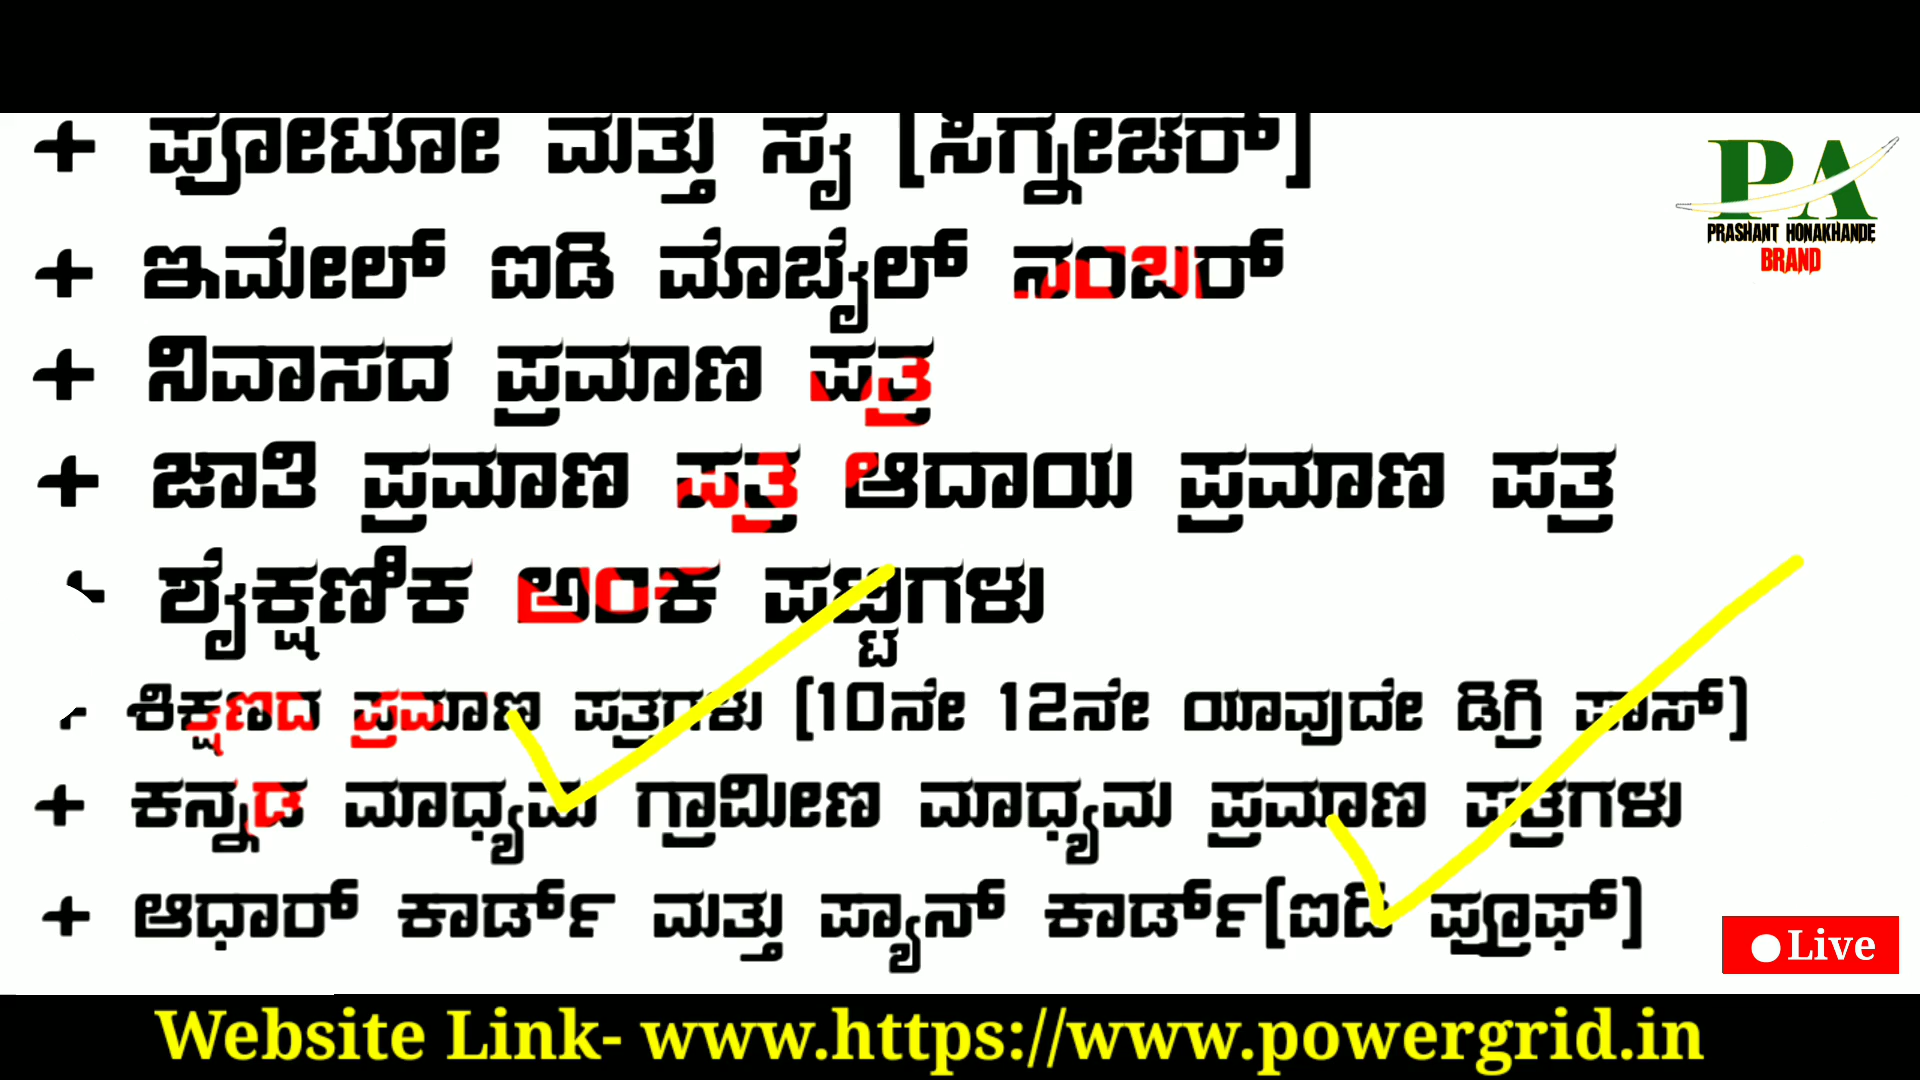 + ಪೋಟೋ ಮತ್ತು ಸೈ [ಸಿಗ್ನೇಚರ್]
+ ಇಮೇಲ್ ಐಡಿ ಮೊಬೈಲ್ ನಂಬರ್
+ ನಿವಾಸದ ಪ್ರಮಾಣ ಪತ್ರ
+ ಜಾತಿ ಪ್ರಮಾಣ ಪತ್ರ ಆದಾಯ ಪ್ರಮಾಣ ಪತ್ರ
+ ಶೈಕ್ಷಣಿಕ ಅಂಕ ಪಟ್ಟಿಗಳು
+ ಶಿಕ್ಷಣದ ಪ್ರಮಾಣ ಪತ್ರಗಳು [10ನೇ 12ನೇ ಯಾವುದೇ ಡಿಗ್ರಿ ಪಾಸ್]
+ ಕನ್ನಡ ಮಾಧ್ಯಮ ಗ್ರಾಮೀಣ ಮಾಧ್ಯಮ ಪ್ರಮಾಣ ಪತ್ರಗಳು
+ ಆಧಾರ್ ಕಾರ್ಡ್ ಮತ್ತು ಪ್ಯಾನ್ ಕಾರ್ಡ್[ಐಡಿ ಪ್ರೂಫ್]
PA
PRASHANT HONAKHANDE
BRAND
Live
Website Link- www.https://www.powergrid.in